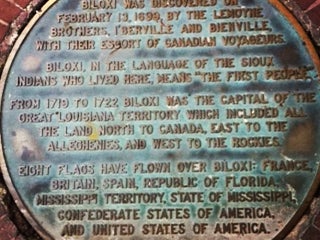 BILOXI WAS DISCOVERED ON
FEBRUARY 13, 1699, BY THE LEMOYNE
BROTHERS, IBERVILLE AND BIENVILLE,
WITH THEIR ESCORT OF CANADIAN VOYAGEURS.
BILOXI, IN THE LANGUAGE OF THE SIOUX
INDIANS WHO LIVED HERE, MEANS "THE FIRST PEOPLE."
FROM 1719 TO 1722 BILOXI WAS THE CAPITAL OF THE
GREAT LOUISIANA TERRITORY WHICH INCLUDED ALL
THE LAND NORTH TO CANADA, EAST TO THE
ALLEGHENIES, AND WEST TO THE ROCKIES.
EIGHT FLAGS HAVE FLOWN OVER BILOXI: FRANCE,
BRITAIN, SPAIN, REPUBLIC OF FLORIDA,
MISSISSIPPI TERRITORY, STATE OF MISSISSIPPI,
CONFEDERATE STATES OF AMERICA,
AND UNITED STATES OF AMERICA.